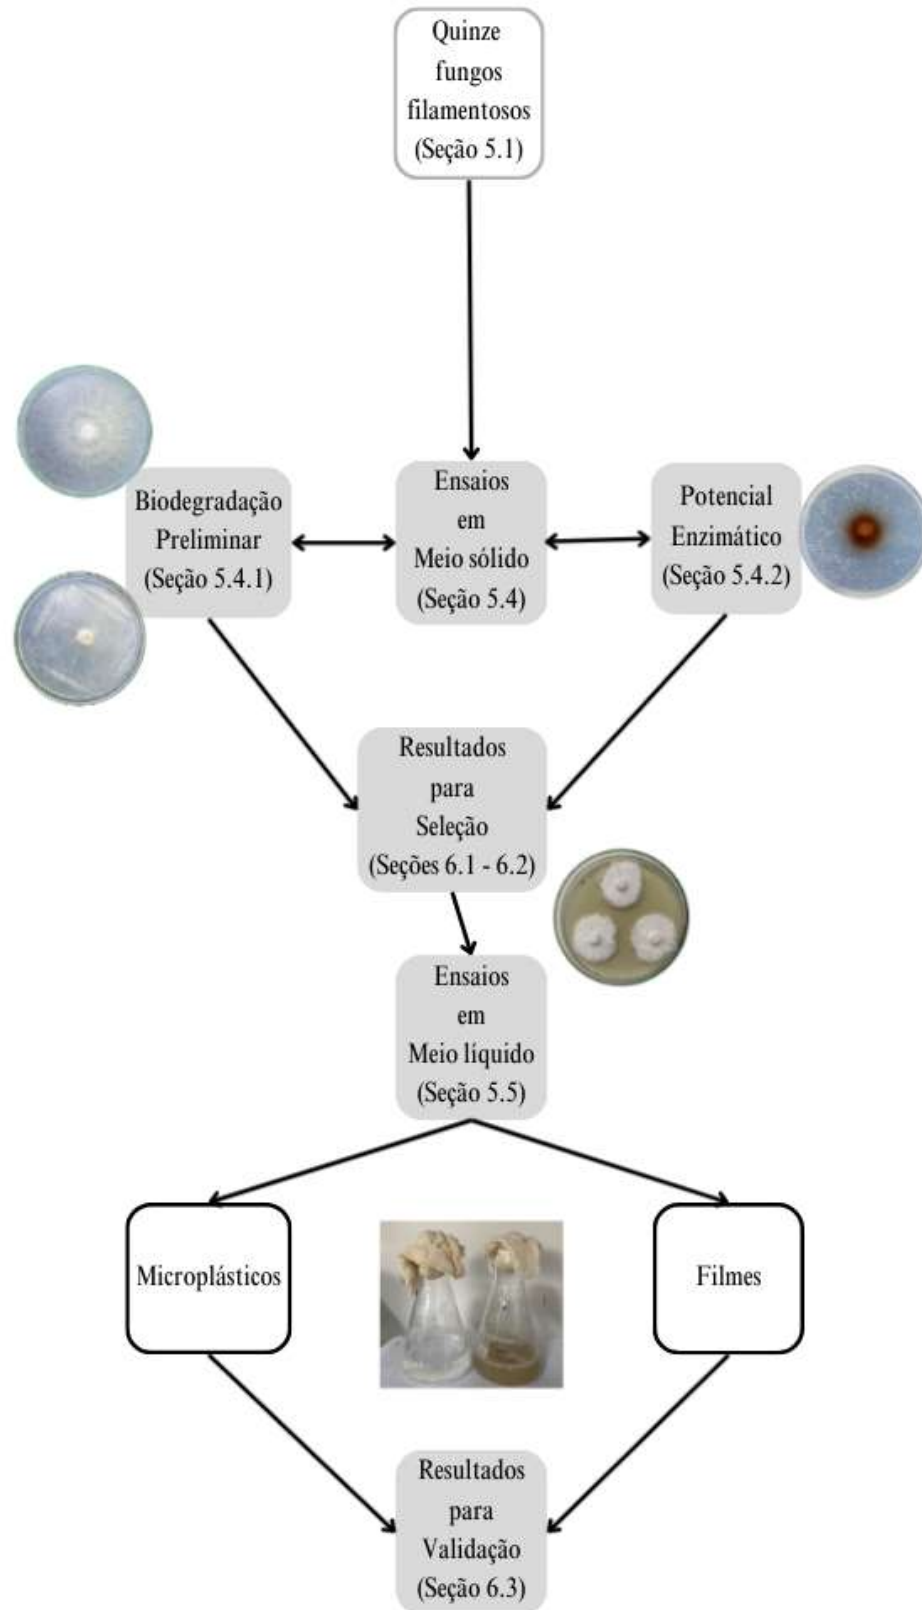 Quinze
fungos
filamentosos
(Seção 5.1)
Biodegradação
Preliminar
(Seção 5.4.1)
Ensaios
em
Meio sólido
(Seção 5.4)
Potencial
Enzimático
(Seção 5.4.2)
Resultados
para
Seleção
(Seções 6.1 - 6.2)
Ensaios
em
Meio líquido
(Seção 5.5)
Microplásticos
Filmes
Resultados
para
Validação
(Seção 6.3)